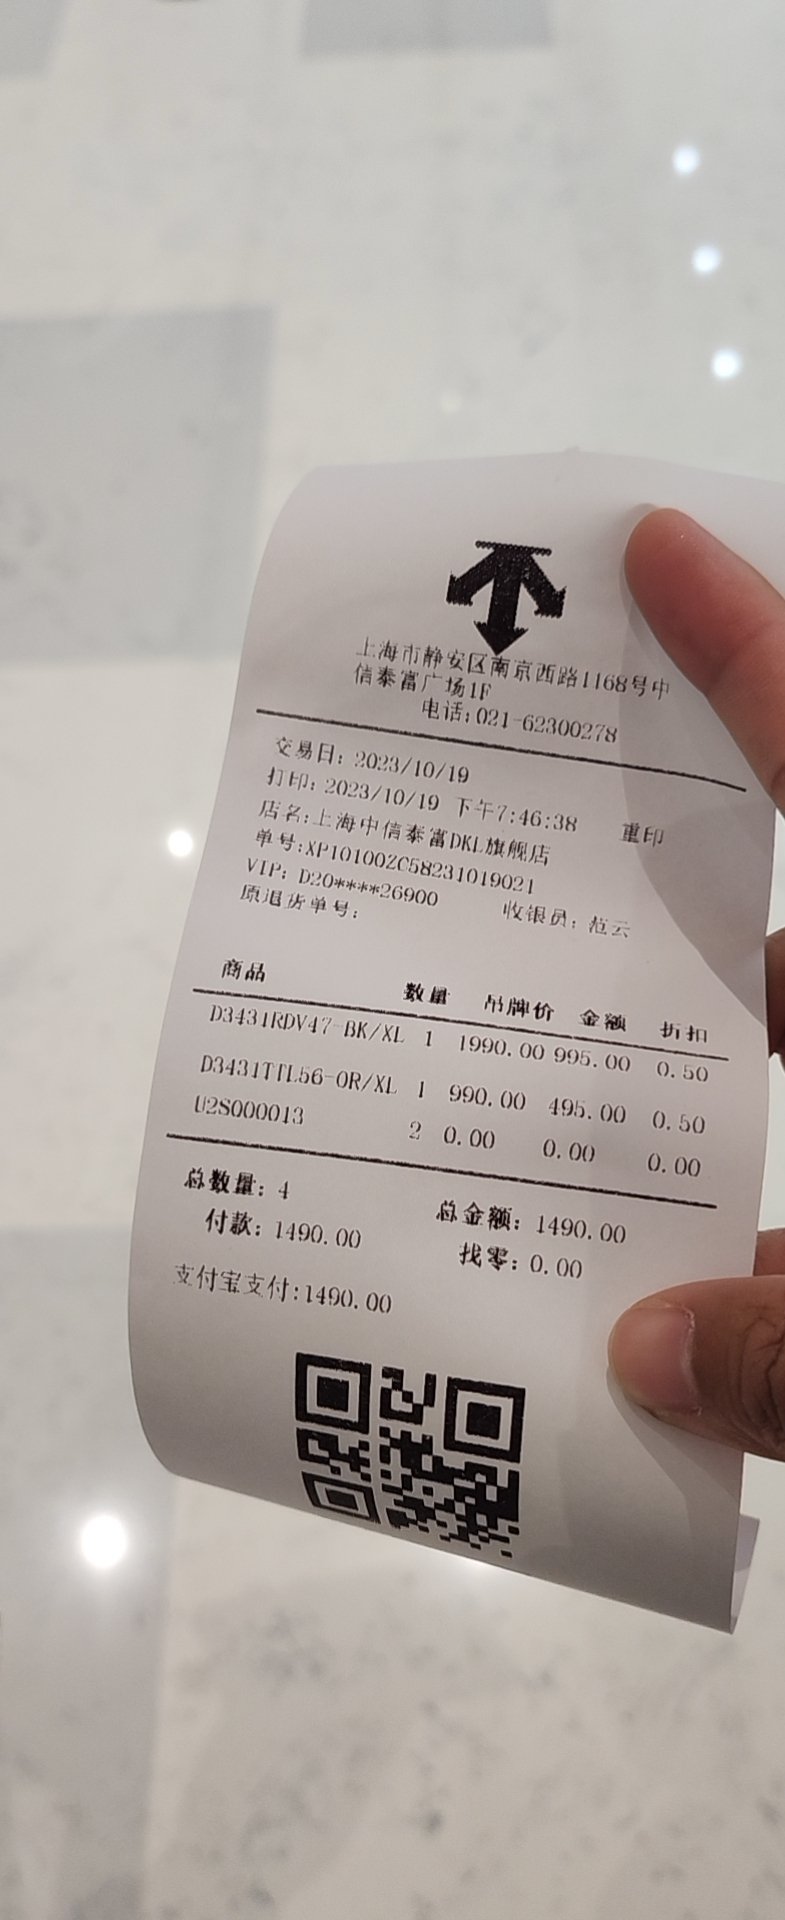 上海市静安区南京西路1168号中
信泰富广场1F
电话:021-62300278
交易日: 2023/10/19
打印: 2023/10/19 下午7:46:38 重印
店名:上海中信泰富DKL旗舰店
单号:XP10100ZC58231019021
VIP: D20****26900 收银员: 范云
原退货单号:
商品 数量 吊牌价 金额 折扣
D3431RDV47-BK/XL 1 1990.00 995.00 0.50
D3431TTL56-OR/XL 1 990.00 495.00 0.50
U2S000013 2 0.00 0.00 0.00
总数量: 4 总金额: 1490.00
付款: 1490.00 找零: 0.00
支付宝支付:1490.00